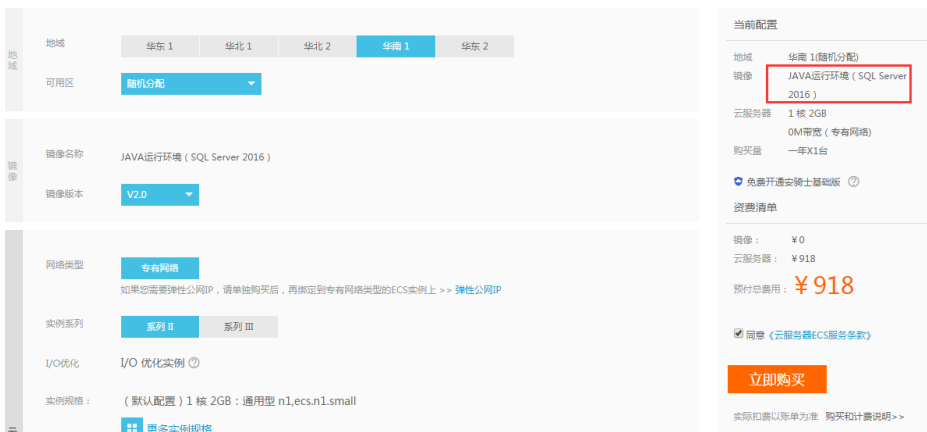 地域
地域
华东 1
华北 1
华北 2
华南 1
华东 2
可用区
随机分配
镜像
镜像名称
JAVA运行环境 ( SQL Server 2016 )
镜像版本
V2.0
网络类型
专有网络
如果您需要弹性公网IP，请单独购买后，再绑定到专有网络类型的ECS实例上 >> 弹性公网IP
实例系列
系列 II
系列 III
I/O优化
I/O 优化实例
实例规格：
（默认配置）1 核 2GB：通用型 n1,ecs.n1.small
更多实例规格
当前配置
地域 华南 1(随机分配)
镜像 JAVA运行环境 ( SQL Server
2016 )
云服务器 1 核 2GB
0M带宽 ( 专有网络)
购买量 一年X1台
免费开通安骑士基础版
资费清单
镜像： ¥0
云服务器： ¥918
预付总费用： ¥918
同意《云服务器ECS服务条款》
立即购买
实际扣费以账单为准 购买和计费说明>>